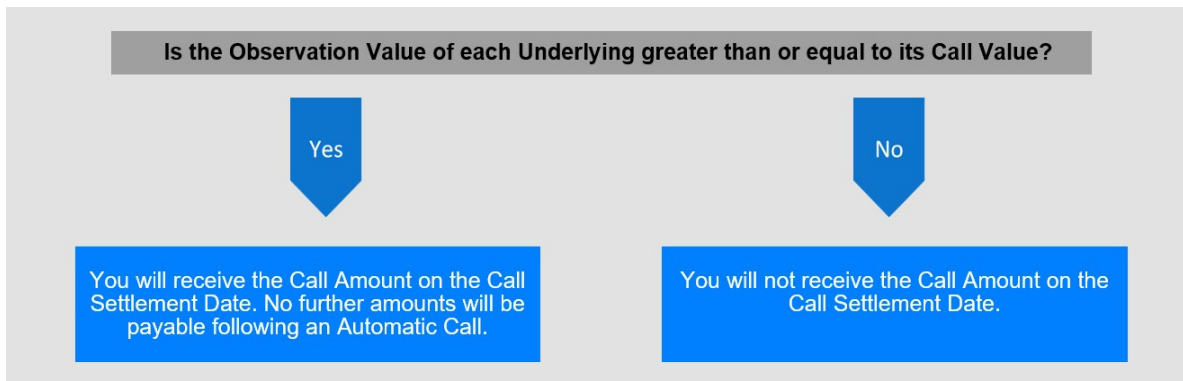 Is the Observation Value of each Underlying greater than or equal to its Call Value?
Yes
No
You will receive the Call Amount on the Call
Settlement Date. No further amounts will be
payable following an Automatic Call.
You will not receive the Call Amount on the
Call Settlement Date.